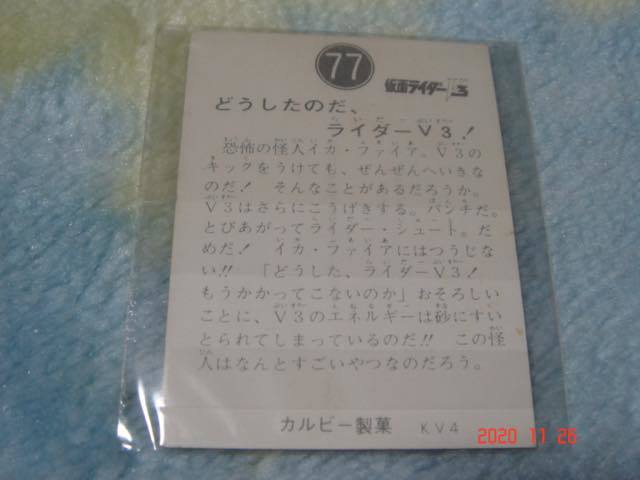 77
仮面ライダーV3
どうしたのだ、
ライダーV3!
恐怖の怪人イカ・ファイア。V3の
キックをうけても、ぜんぜんへいきな
のだ! そんなことがあるだろうか。
V3はさらにこうげきする。パンチだ。
とびあがってライダー・シュート。だ
めだ! イカ・ファイアにはつうじな
い!! 「どうした、ライダーV3!
もうかかってこないのか」おそろしい
ことに、V3のエネルギーは砂にすい
とられてしまっているのだ!! この怪
人はなんとすごいやつなのだろう。
カルビー製菓 KV4
2020 11 26